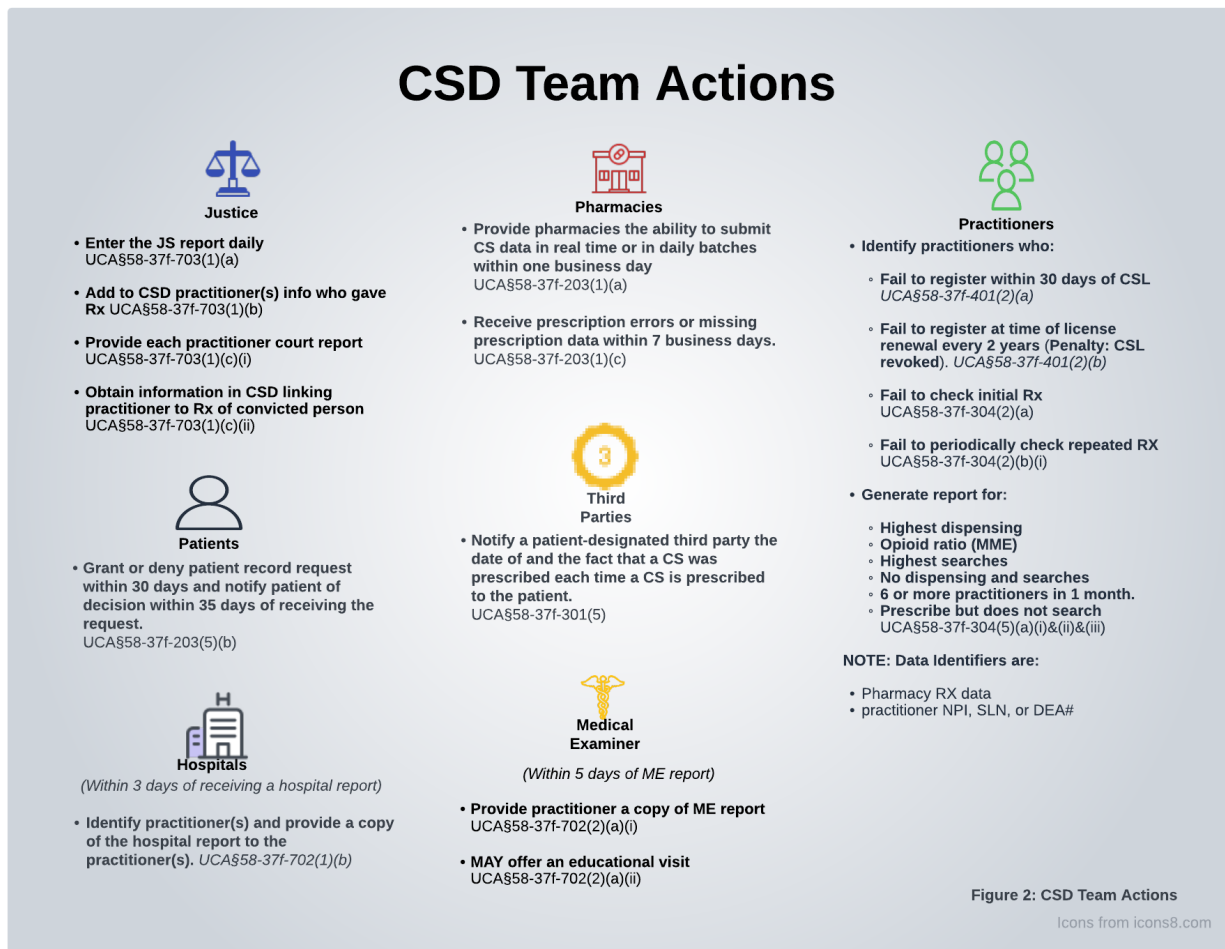 CSD Team Actions
Justice
• Enter the JS report daily
UCA§58-37f-703(1)(a)
• Add to CSD practitioner(s) info who gave
Rx UCA§58-37f-703(1)(b)
• Provide each practitioner court report
UCA§58-37f-703(1)(c)(i)
• Obtain information in CSD linking
practitioner to Rx of convicted person
UCA§58-37f-703(1)(c)(ii)
Patients
• Grant or deny patient record request
within 30 days and notify patient of
decision within 35 days of receiving the
request.
UCA§58-37f-203(5)(b)
H
Hospitals
(Within 3 days of receiving a hospital report)
• Identify practitioner(s) and provide a copy
of the hospital report to the
practitioner(s). UCA§58-37f-702(1)(b)
Pharmacies
• Provide pharmacies the ability to submit
CS data in real time or in daily batches
within one business day
UCA§58-37f-203(1)(a)
• Receive prescription errors or missing
prescription data within 7 business days.
UCA§58-37f-203(1)(c)
3
Third
Parties
• Notify a patient-designated third party the
date of and the fact that a CS was
prescribed each time a CS is prescribed
to the patient.
UCA§58-37f-301(5)
Medical
Examiner
(Within 5 days of ME report)
• Provide practitioner a copy of ME report
UCA§58-37f-702(2)(a)(i)
• MAY offer an educational visit
UCA§58-37f-702(2)(a)(ii)
Practitioners
• Identify practitioners who:
◦ Fail to register within 30 days of CSL
UCA§58-37f-401(2)(a)
◦ Fail to register at time of license
renewal every 2 years (Penalty: CSL
revoked). UCA§58-37f-401(2)(b)
◦ Fail to check initial Rx
UCA§58-37f-304(2)(a)
◦ Fail to periodically check repeated RX
UCA§58-37f-304(2)(b)(i)
• Generate report for:
◦ Highest dispensing
◦ Opioid ratio (MME)
◦ Highest searches
◦ No dispensing and searches
◦ 6 or more practitioners in 1 month.
◦ Prescribe but does not search
UCA§58-37f-304(5)(a)(i)&(ii)&(iii)
NOTE: Data Identifiers are:
• Pharmacy RX data
• practitioner NPI, SLN, or DEA#
Figure 2: CSD Team Actions
Icons from icons8.com